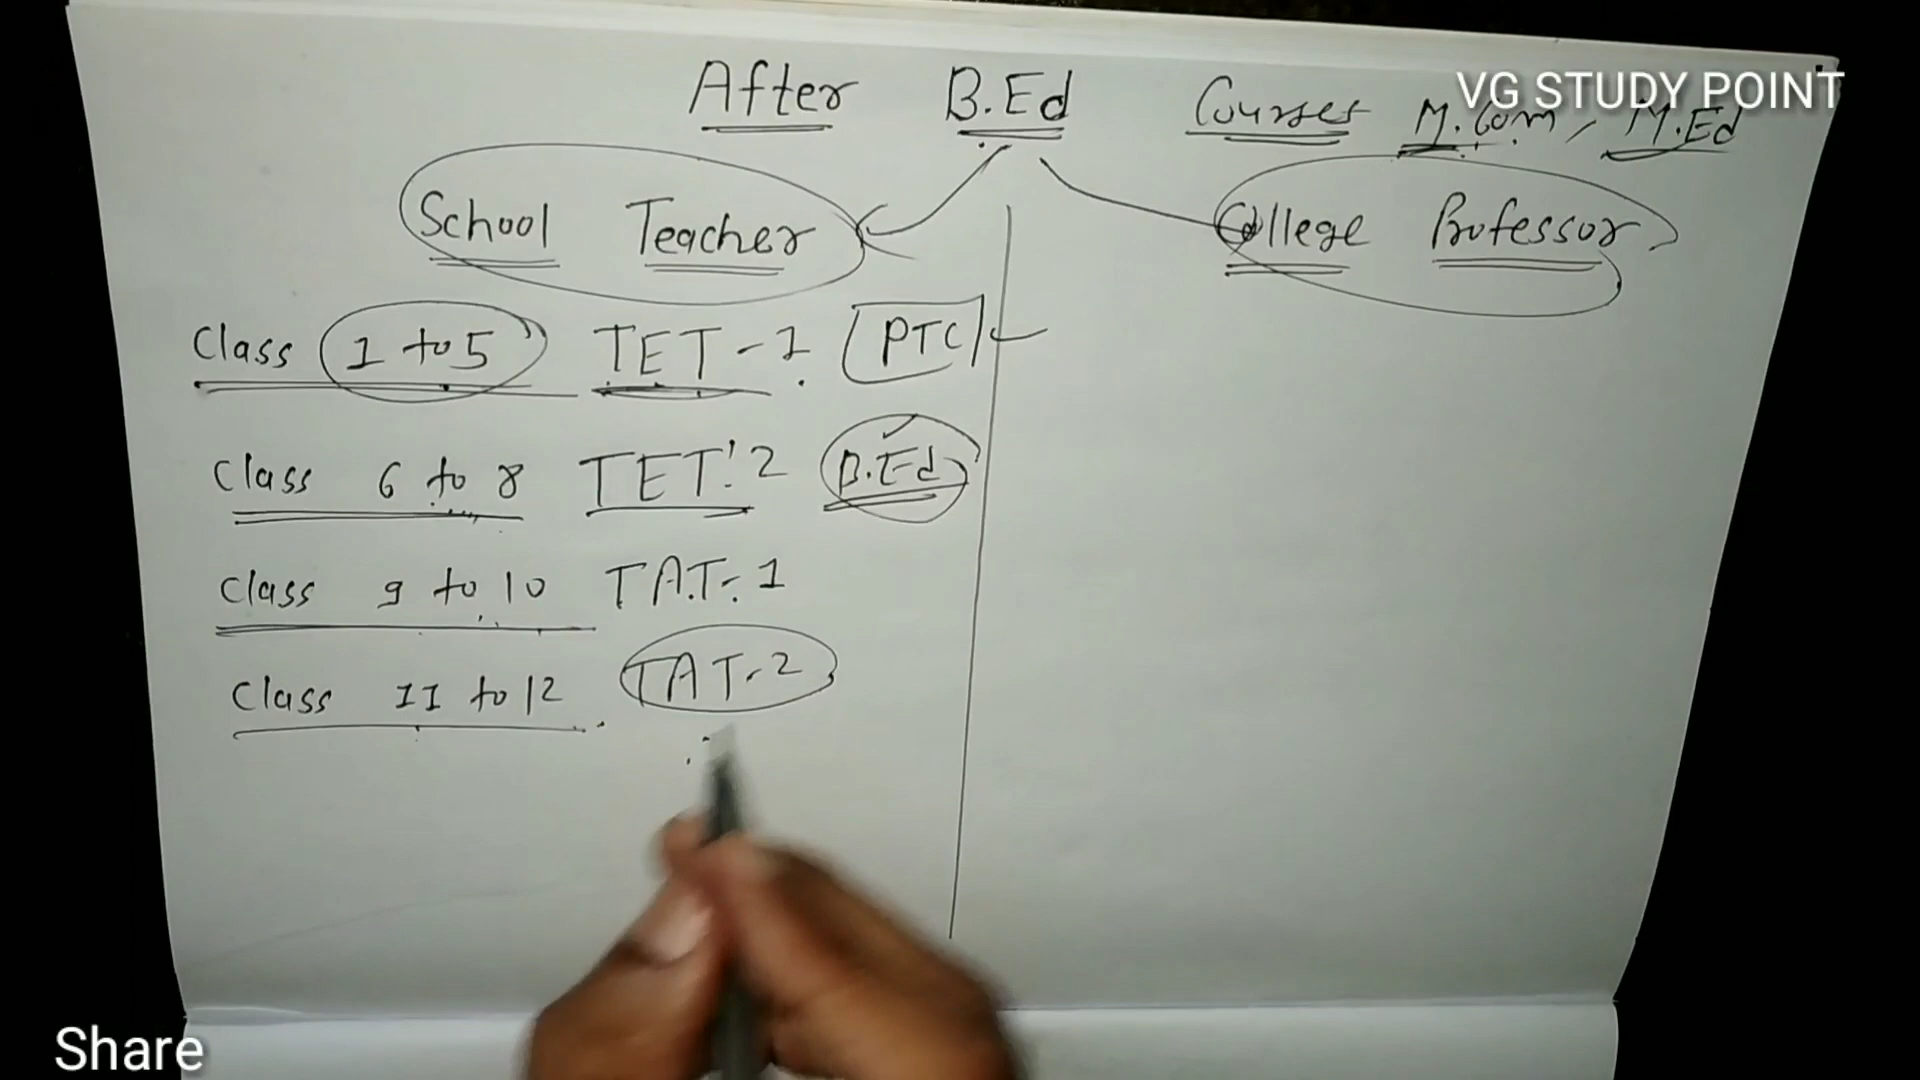 VG STUDY POINT
After B.Ed Courses M.Com, M.Ed
School Teacher College Professor
Class 1 to 5 TET-1 PTC
Class 6 to 8 TET-2 B.Ed
Class 9 to 10 TAT-1
Class 11 to 12 TAT-2
Share